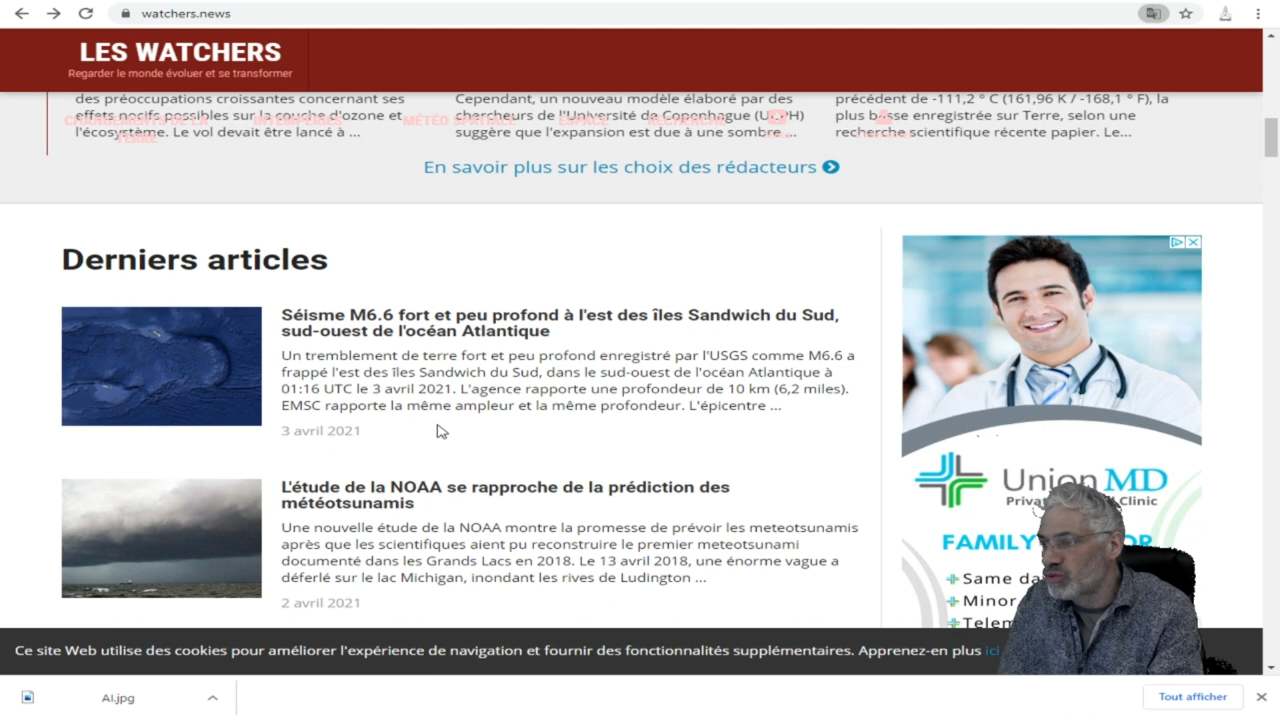 watchers.news
LES WATCHERS
Regarder le monde évoluer et se transformer
des préoccupations croissantes concernant ses
effets nocifs possibles sur la couche d'ozone et
l'écosystème. Le vol devait être lancé à ...
Cependant, un nouveau modèle élaboré par des
chercheurs de l'Université de Copenhague (UCPH)
suggère que l'expansion est due à une sombre ...
précédent de -111,2 ° C (161,96 K / -168,1 ° F), la
plus basse enregistrée sur Terre, selon une
recherche scientifique récente papier. Le...
CHANGEMENTS DE LA
TERRE
INTEMPÉRIES
MÉTÉO SPATIALE
ESPACE
RECHERCHE
En savoir plus sur les choix des rédacteurs
Derniers articles
Séisme M6.6 fort et peu profond à l'est des îles Sandwich du Sud,
sud-ouest de l'océan Atlantique
Un tremblement de terre fort et peu profond enregistré par l'USGS comme M6.6 a
frappé l'est des îles Sandwich du Sud, dans le sud-ouest de l'océan Atlantique à
01:16 UTC le 3 avril 2021. L'agence rapporte une profondeur de 10 km (6,2 miles).
EMSC rapporte la même ampleur et la même profondeur. L'épicentre ...
3 avril 2021
L'étude de la NOAA se rapproche de la prédiction des
météotsunamis
Une nouvelle étude de la NOAA montre la promesse de prévoir les meteotsunamis
après que les scientifiques aient pu reconstruire le premier meteotsunami
documenté dans les Grands Lacs en 2018. Le 13 avril 2018, une énorme vague a
déferlé sur le lac Michigan, inondant les rives de Ludington ...
2 avril 2021
Union MD
Clinic
FAMILY
Same
Minor
Ce site Web utilise des cookies pour améliorer l'expérience de navigation et fournir des fonctionnalités supplémentaires. Apprenez-en plus ici
AI.jpg
Tout afficher